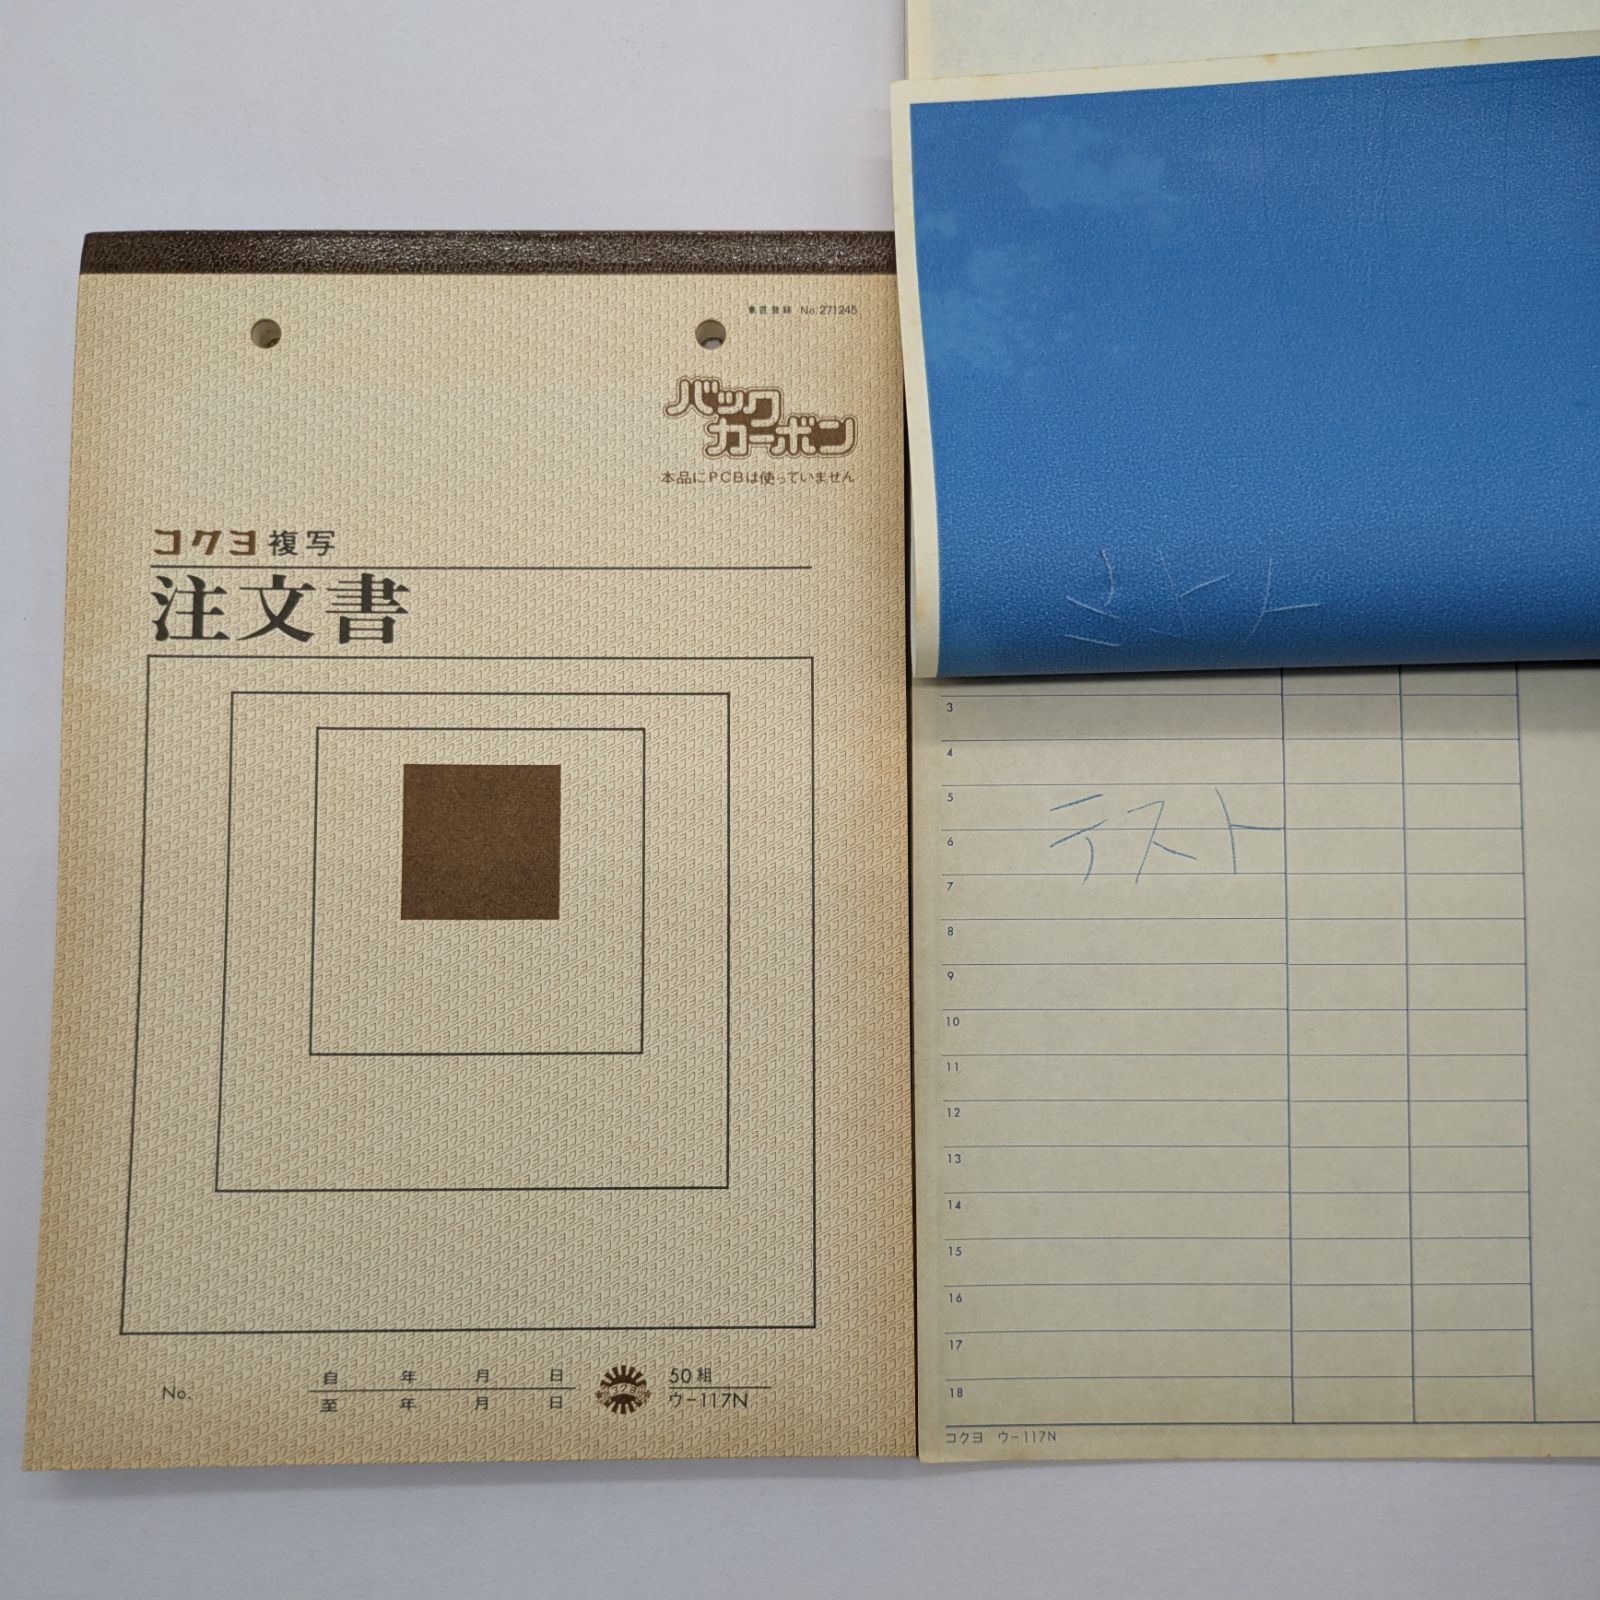 意匠登録 No.271245
バック
カーボン
本品にPCBは使っていません
コクヨ複写
注文書
No.
自 年 月 日
至 年 月 日
コクヨ
50組
ウ-117N
3
4
5
テスト
6
7
8
9
10
11
12
13
14
15
16
17
18
コクヨ ウ-117N